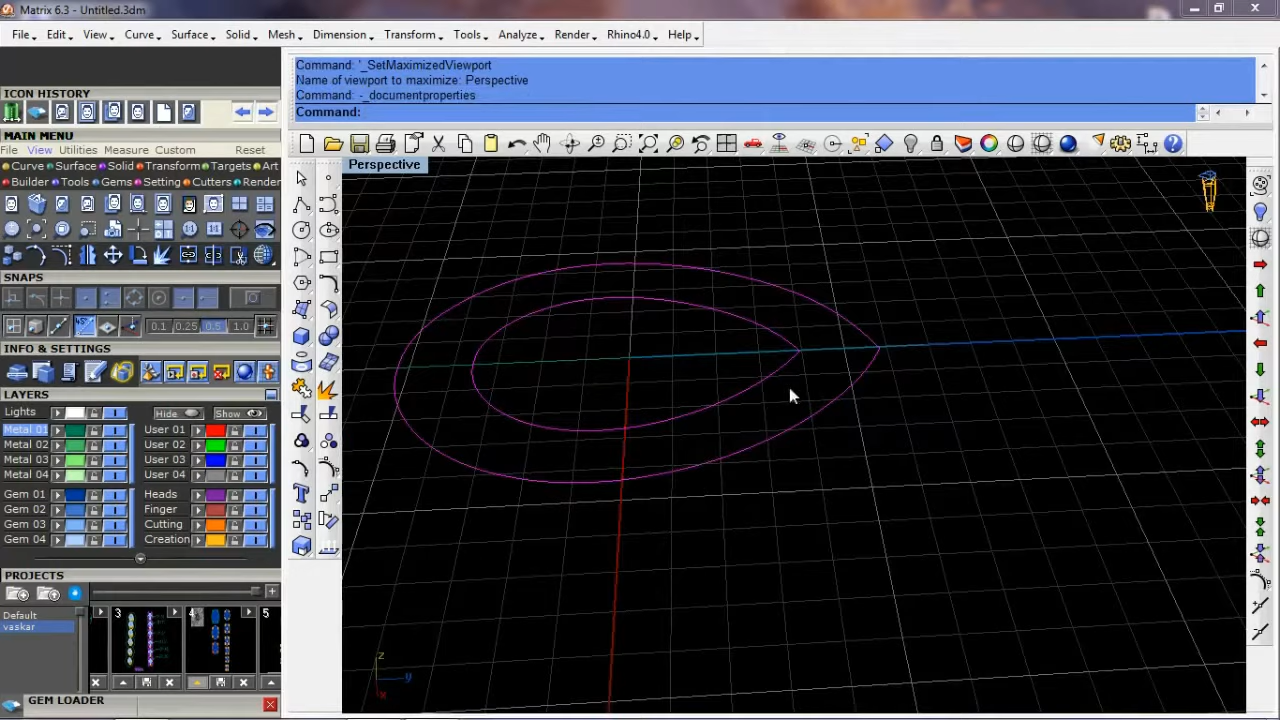 Matrix 6.3 - Untitled.3dm
File Edit View Curve Surface Solid Mesh Dimension Transform Tools Analyze Render Rhino4.0 Help
Command: '_SetMaximizedViewport
Name of viewport to maximize: Perspective
Command: -_documentproperties
Command:
ICON HISTORY
MAIN MENU
File View Utilities Measure Custom
Curve Surface Solid Transform Targets Art
Builder Tools Gems Setting Cutters Render
Perspective
SNAPS
0.1 0.25 0.5 1.0
INFO & SETTINGS
LAYERS
Lights Hide Show
Metal 01 User 01
Metal 02 User 02
Metal 03 User 03
Metal 04 User 04
Gem 01 Heads
Gem 02 Finger
Gem 03 Cutting
Gem 04 Creation
PROJECTS
Default
vaskar
3 4 5
GEM LOADER
z
y
x